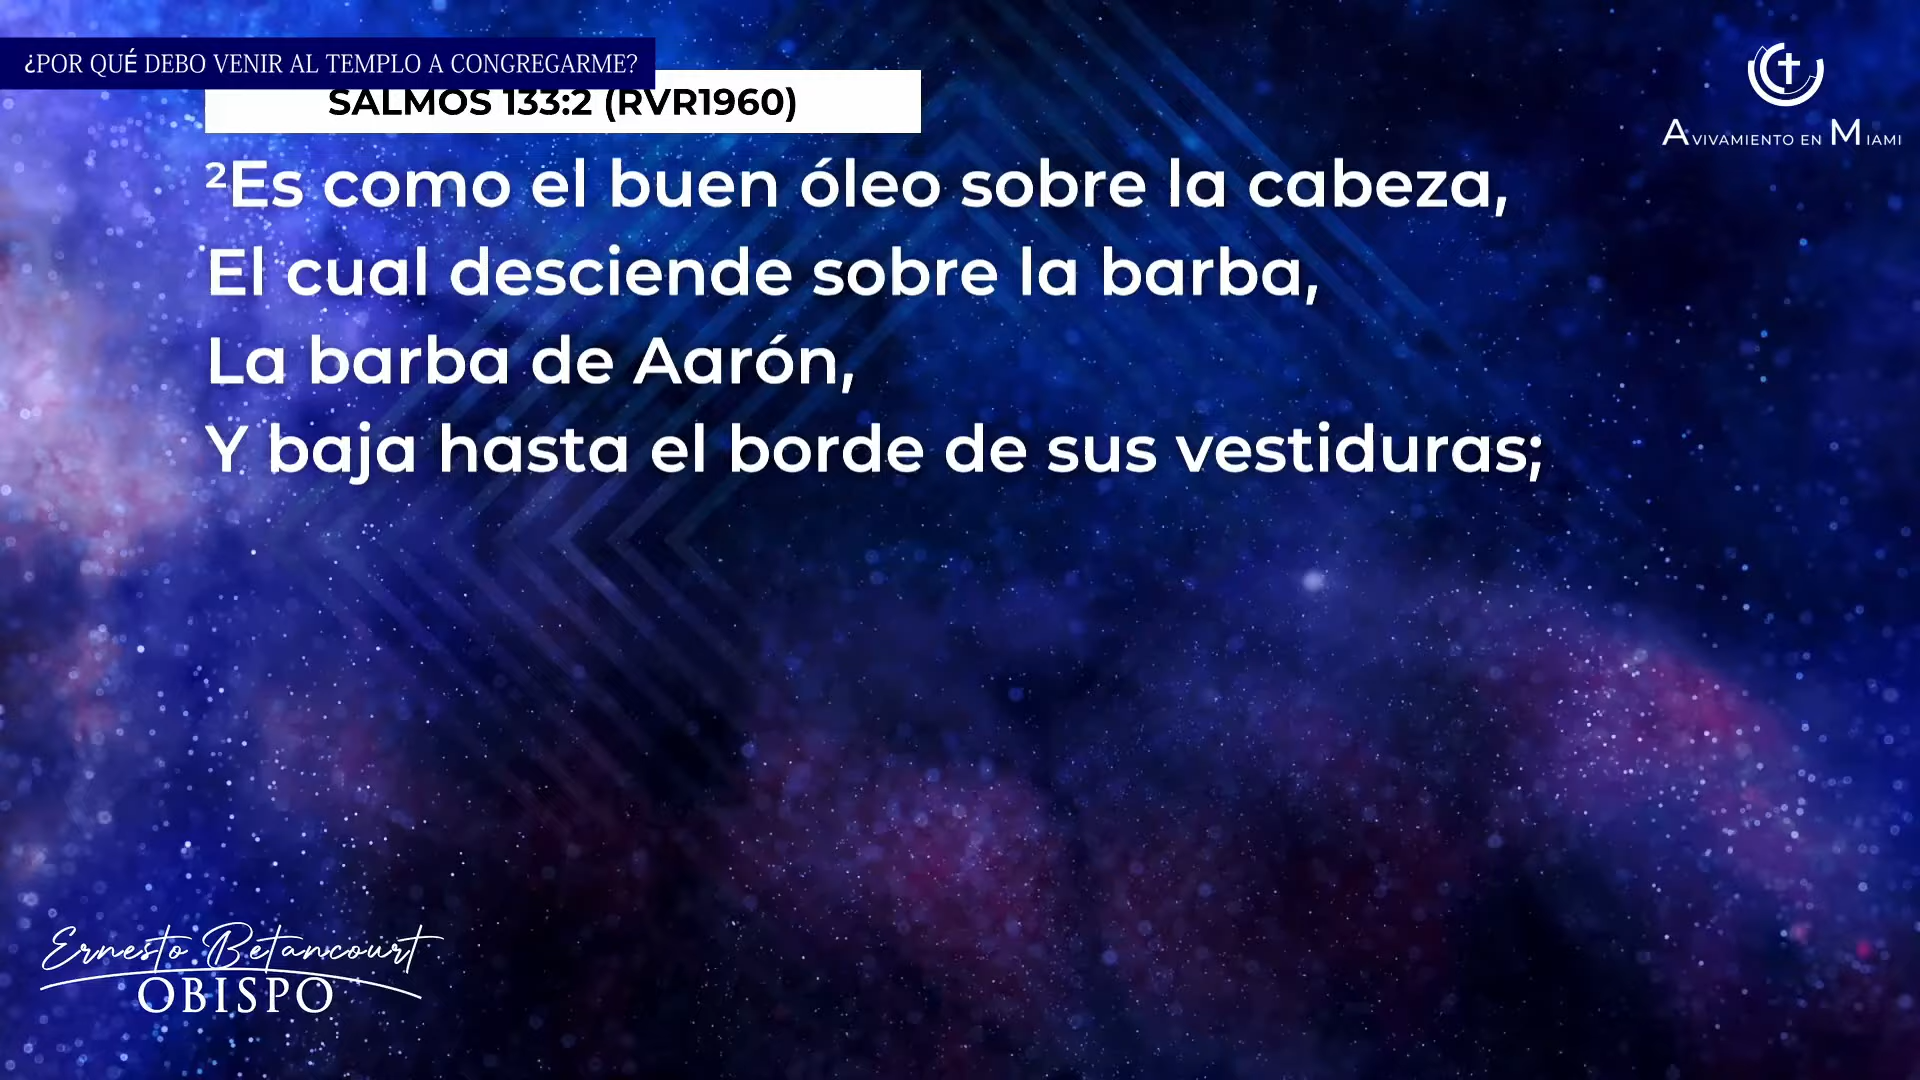 ¿POR QUÉ DEBO VENIR AL TEMPLO A CONGREGARME?
SALMOS 133:2 (RVR1960)
²Es como el buen óleo sobre la cabeza,
El cual desciende sobre la barba,
La barba de Aarón,
Y baja hasta el borde de sus vestiduras;
AVIVAMIENTO EN MIAMI
Ernesto Betancourt
OBISPO